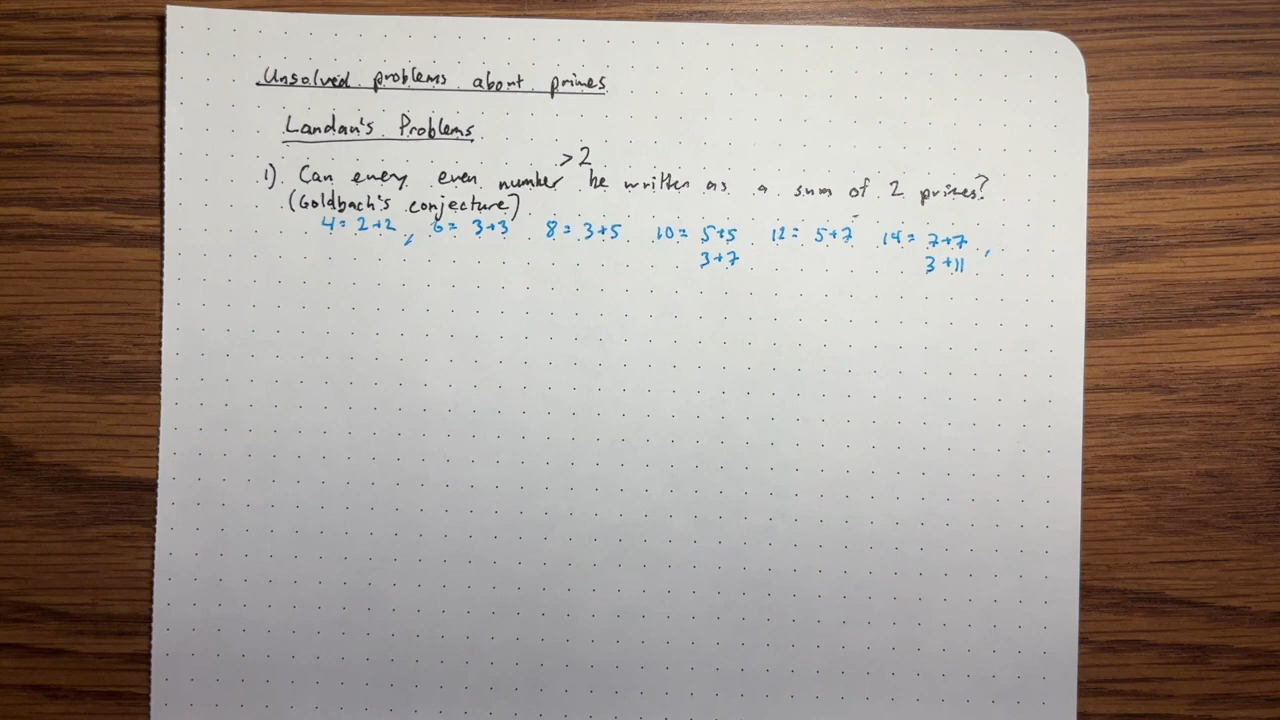 Unsolved problems about primes
Landau's Problems
> 2
1) Can every even number be written as a sum of 2 primes?
(Goldbach's conjecture)
4 = 2+2, 6 = 3+3 8 = 3+5 10 = 5+5 12 = 5+7 14 = 7+7,
3+7 3+11